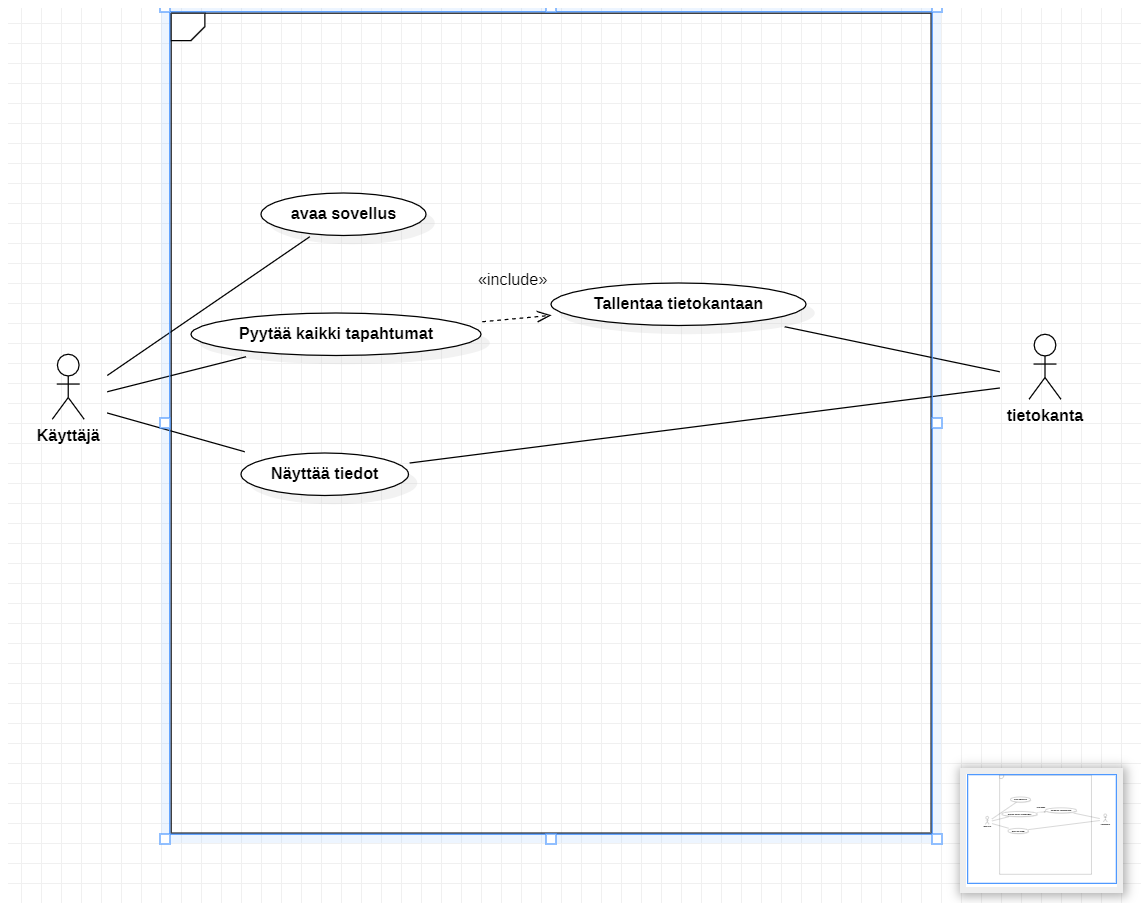 avaa sovellus
«include»
Tallentaa tietokantaan
Pyytää kaikki tapahtumat
Käyttäjä
tietokanta
Näyttää tiedot